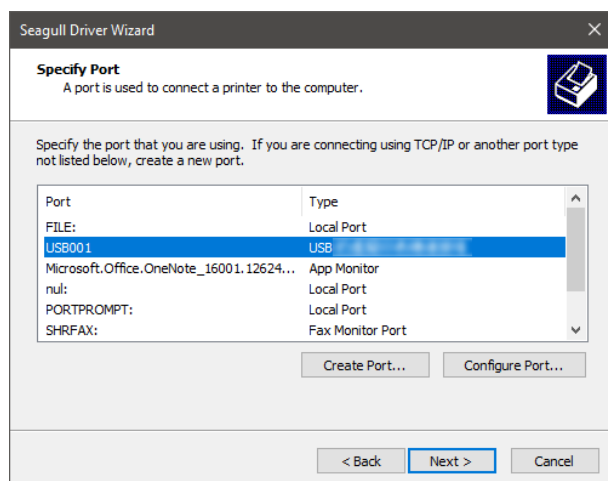 Seagull Driver Wizard
Specify Port
A port is used to connect a printer to the computer.
Specify the port that you are using. If you are connecting using TCP/IP or another port type
not listed below, create a new port.
Port Type
FILE: Local Port
USB001 USB
Microsoft.Office.OneNote_16001.12624... App Monitor
nul: Local Port
PORTPROMPT: Local Port
SHRFAX: Fax Monitor Port
Create Port... Configure Port...
< Back Next > Cancel